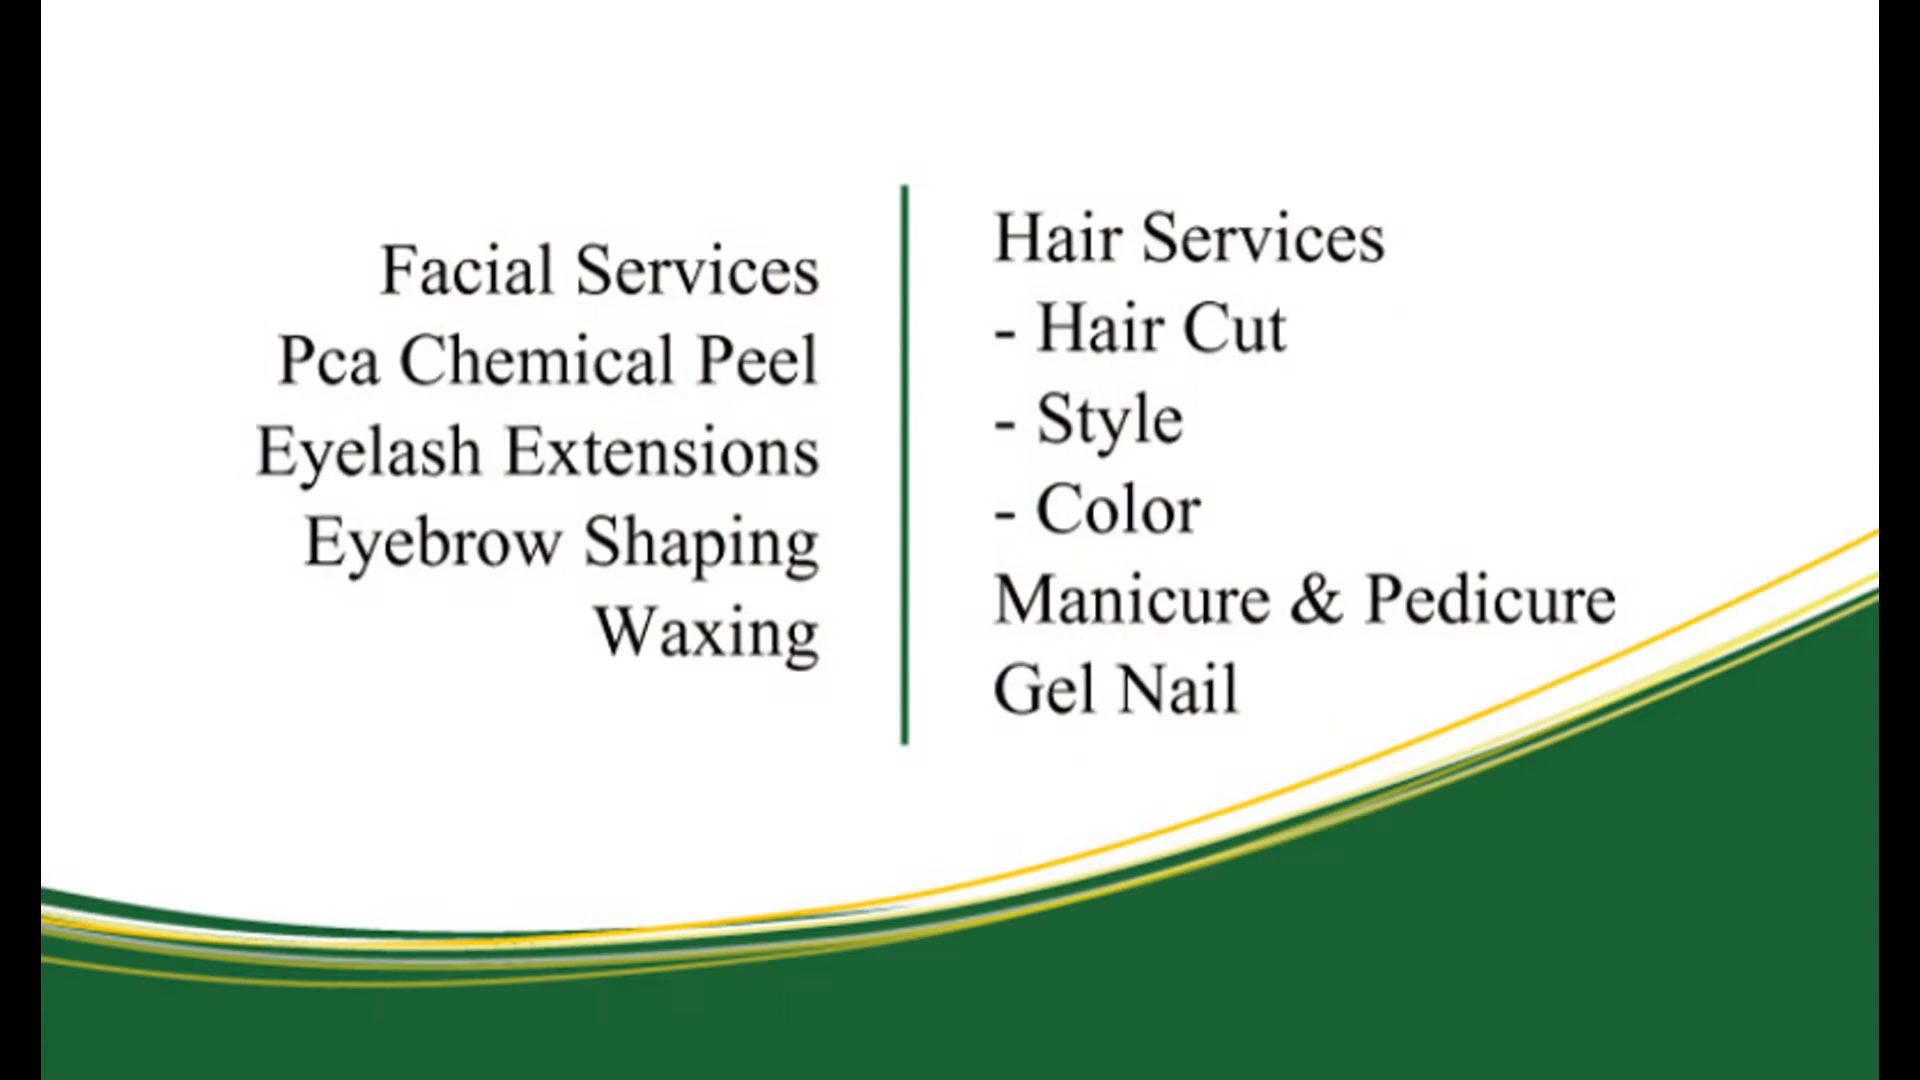 Facial Services
Pca Chemical Peel
Eyelash Extensions
Eyebrow Shaping
Waxing
Hair Services
- Hair Cut
- Style
- Color
Manicure & Pedicure
Gel Nail